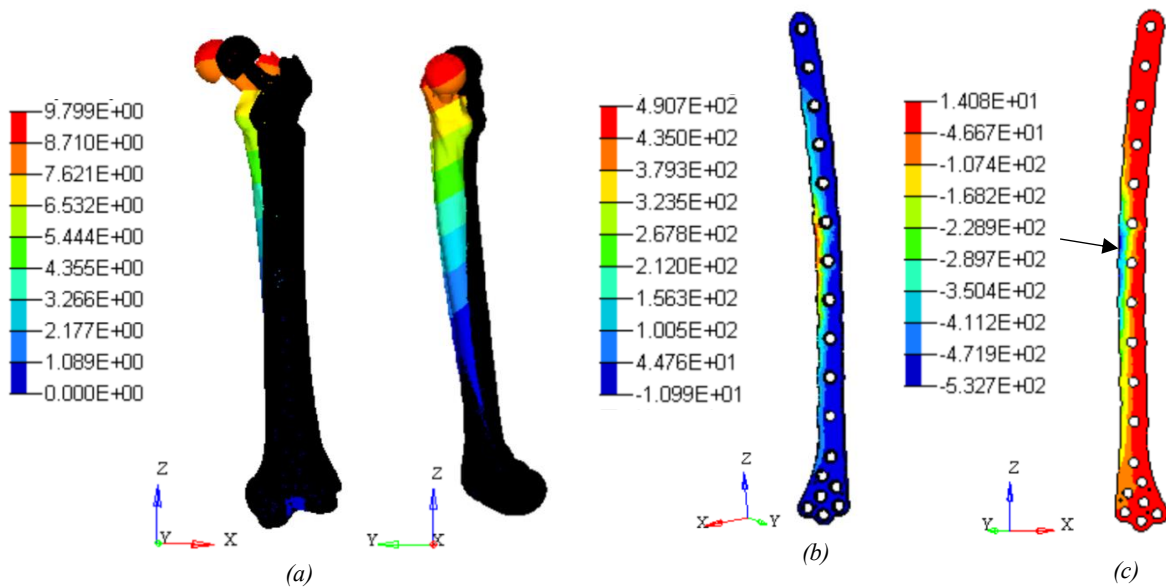 9.799E+00
8.710E+00
7.621E+00
6.532E+00
5.444E+00
4.355E+00
3.266E+00
2.177E+00
1.089E+00
0.000E+00
Z
Y
X
Z
Y
X
(a)
4.907E+02
4.350E+02
3.793E+02
3.235E+02
2.678E+02
2.120E+02
1.563E+02
1.005E+02
4.476E+01
-1.099E+01
Z
X
Y
(b)
1.408E+01
-4.667E+01
-1.074E+02
-1.682E+02
-2.289E+02
-2.897E+02
-3.504E+02
-4.112E+02
-4.719E+02
-5.327E+02
Z
Y
X
(c)